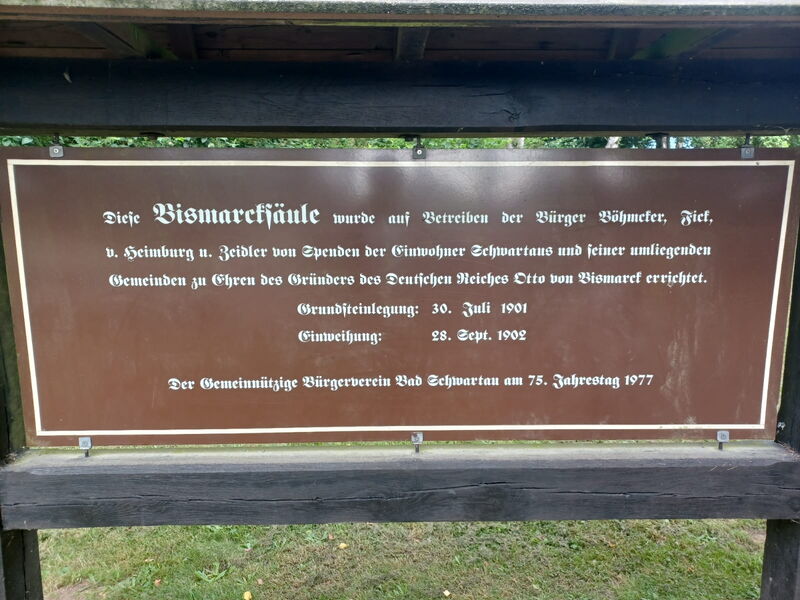 Diese Bismarcksäule wurde auf Betreiben der Bürger Böhmcker, Fick,
v. Heimburg u. Zeidler von Spenden der Einwohner Schwartaus und seiner umliegenden
Gemeinden zu Ehren des Gründers des Deutschen Reiches Otto von Bismarck errichtet.
Grundsteinlegung: 30. Juli 1901
Einweihung: 28. Sept. 1902
Der Gemeinnützige Bürgerverein Bad Schwartau am 75. Jahrestag 1977